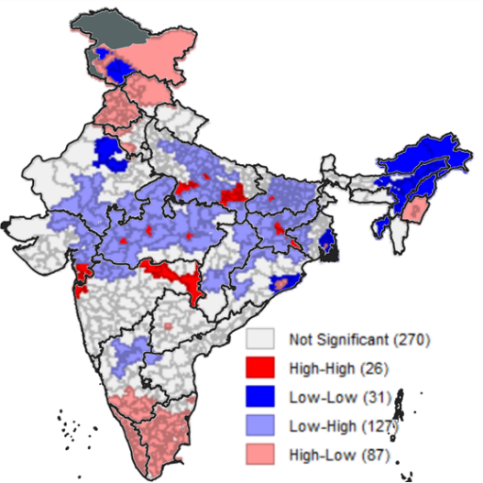 Not Significant (270)
High-High (26)
Low-Low (31)
Low-High (127)
High-Low (87)